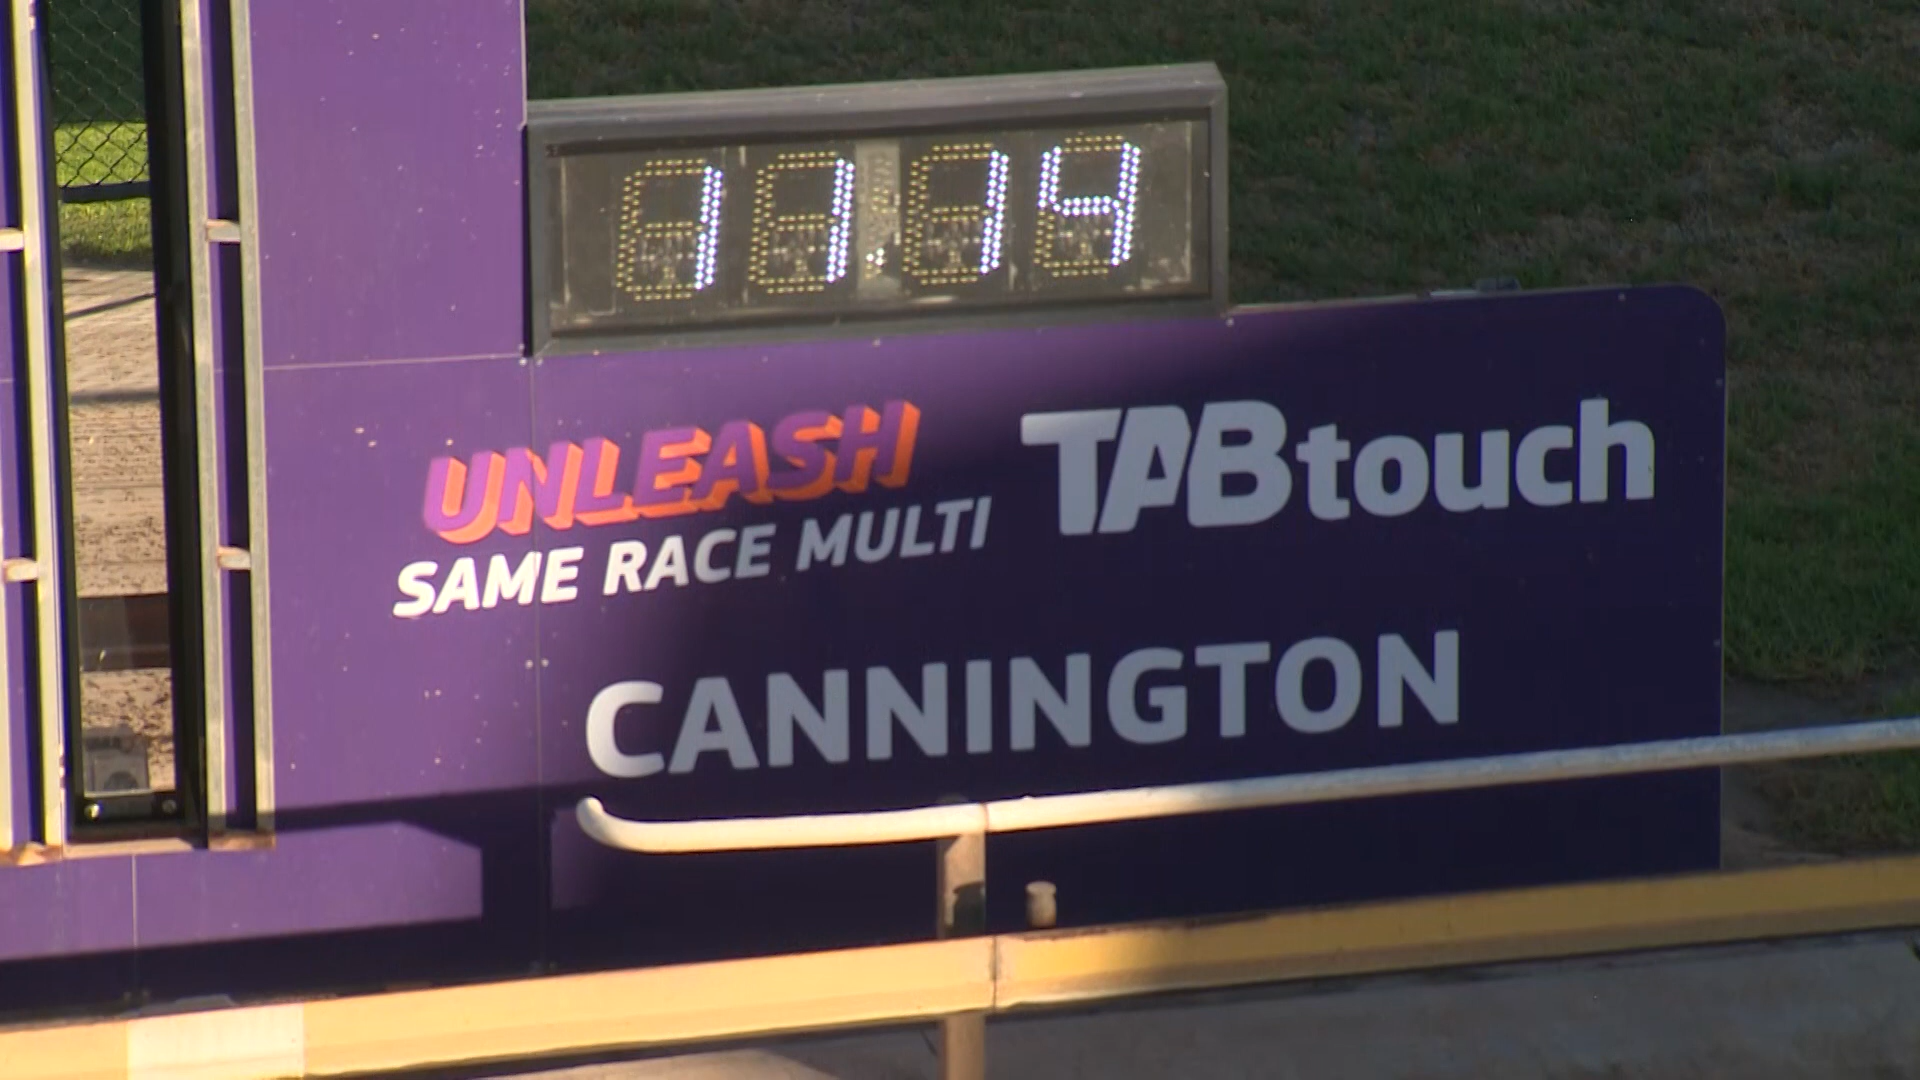 11.14
UNLEASH
SAME RACE MULTI
TABtouch
CANNINGTON